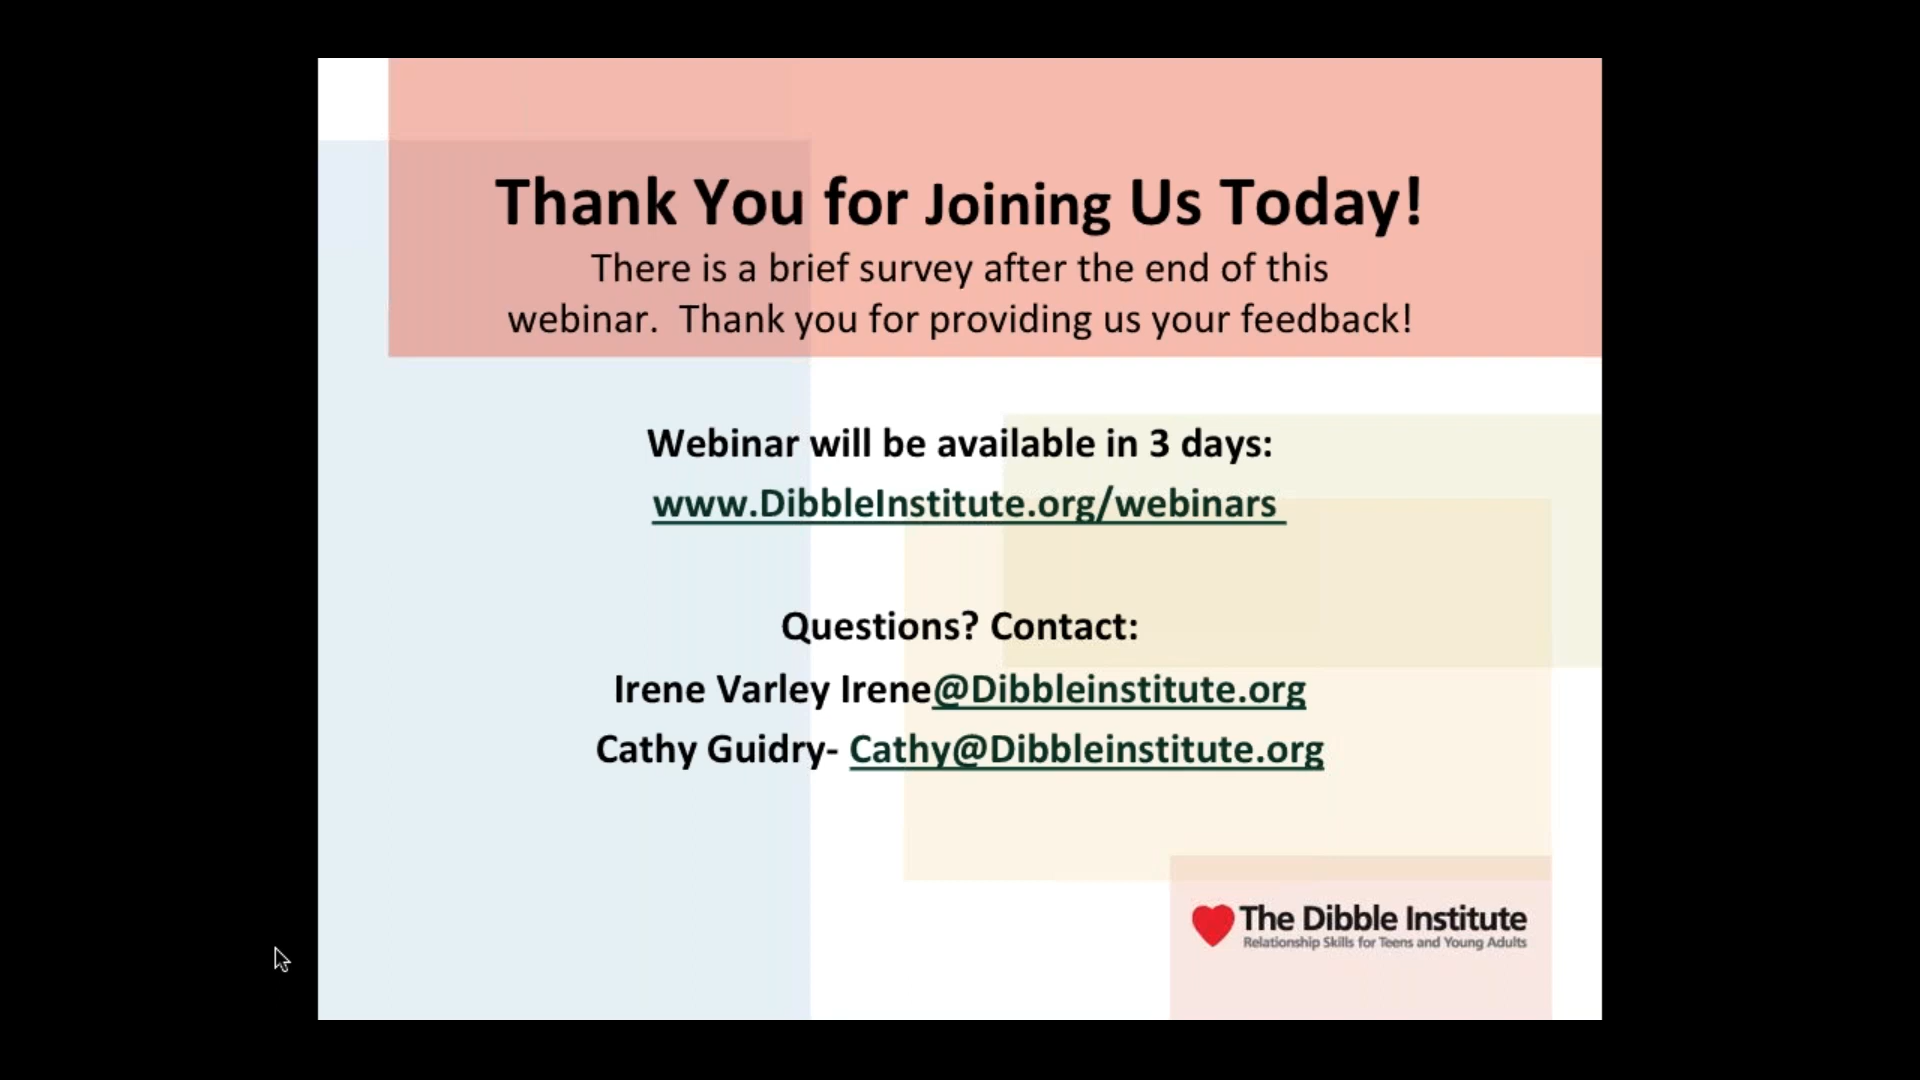 Thank You for Joining Us Today!
There is a brief survey after the end of this
webinar.  Thank you for providing us your feedback!
Webinar will be available in 3 days:
www.DibbleInstitute.org/webinars
Questions? Contact:
Irene Varley Irene@Dibbleinstitute.org
Cathy Guidry- Cathy@Dibbleinstitute.org
The Dibble Institute
Relationship Skills for Teens and Young Adults